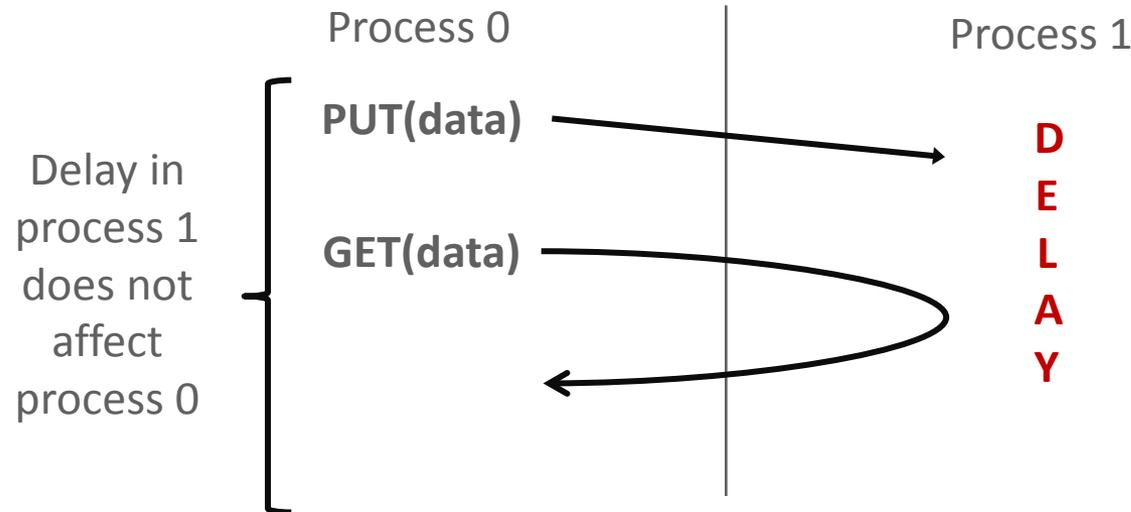 Process 0
Process 1
Delay in
process 1
does not
affect
process 0
PUT(data)
GET(data)
D
E
L
A
Y